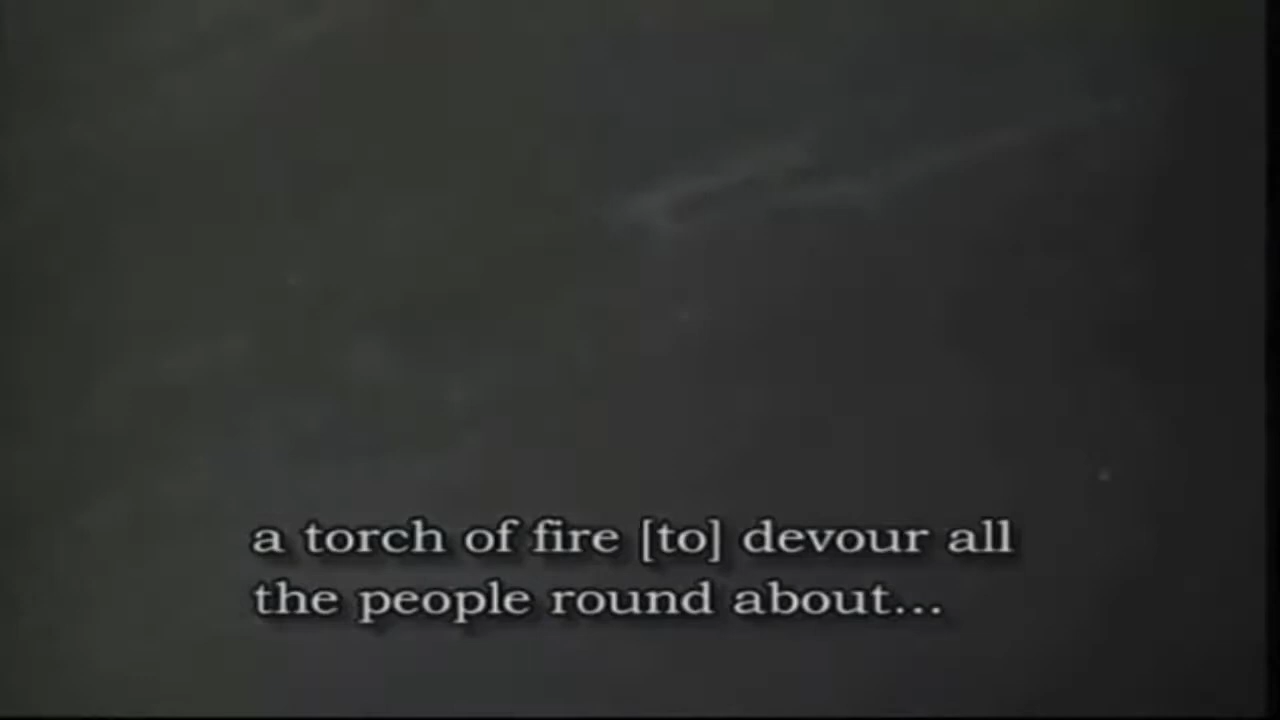 a torch of fire [to] devour all
the people round about...